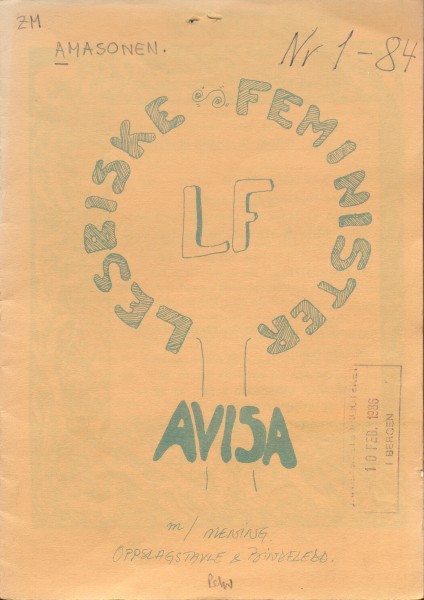 ZM
AMASONEN.
Nr 1-84
LESBISKE FEMINISTER
LF
AVISA
10 FEB. 1986
I BERGEN
m/ MENING.
OPPSLAGSTAVLE & BINDELEDD.